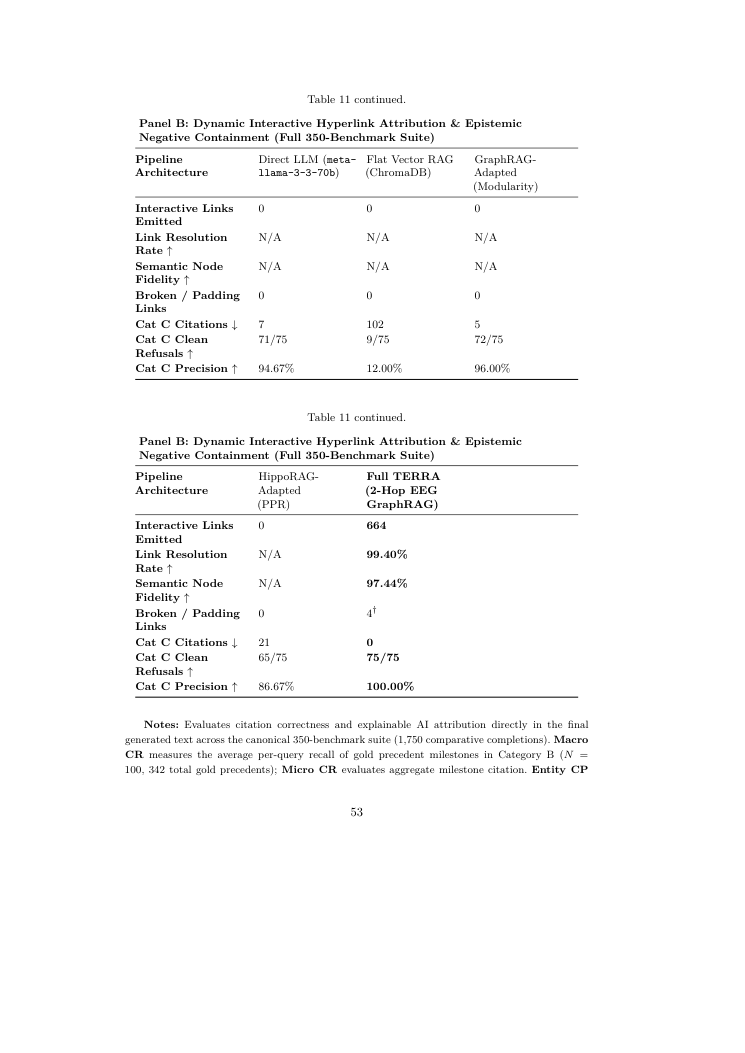 Table 11 continued.
Panel B: Dynamic Interactive Hyperlink Attribution & Epistemic
Negative Containment (Full 350-Benchmark Suite)
Pipeline Architecture Direct LLM (meta-llama-3-3-70b) Flat Vector RAG (ChromaDB) GraphRAG-Adapted (Modularity)
Interactive Links Emitted 0 0 0
Link Resolution Rate ↑ N/A N/A N/A
Semantic Node Fidelity ↑ N/A N/A N/A
Broken / Padding Links 0 0 0
Cat C Citations ↓ 7 102 5
Cat C Clean Refusals ↑ 71/75 9/75 72/75
Cat C Precision ↑ 94.67% 12.00% 96.00%
Table 11 continued.
Panel B: Dynamic Interactive Hyperlink Attribution & Epistemic
Negative Containment (Full 350-Benchmark Suite)
Pipeline Architecture HippoRAG-Adapted (PPR) Full TERRA (2-Hop EEG GraphRAG)
Interactive Links Emitted 0 664
Link Resolution Rate ↑ N/A 99.40%
Semantic Node Fidelity ↑ N/A 97.44%
Broken / Padding Links 0 4†
Cat C Citations ↓ 21 0
Cat C Clean Refusals ↑ 65/75 75/75
Cat C Precision ↑ 86.67% 100.00%
Notes: Evaluates citation correctness and explainable AI attribution directly in the final
generated text across the canonical 350-benchmark suite (1,750 comparative completions). Macro
CR measures the average per-query recall of gold precedent milestones in Category B (N =
100, 342 total gold precedents); Micro CR evaluates aggregate milestone citation. Entity CP
53